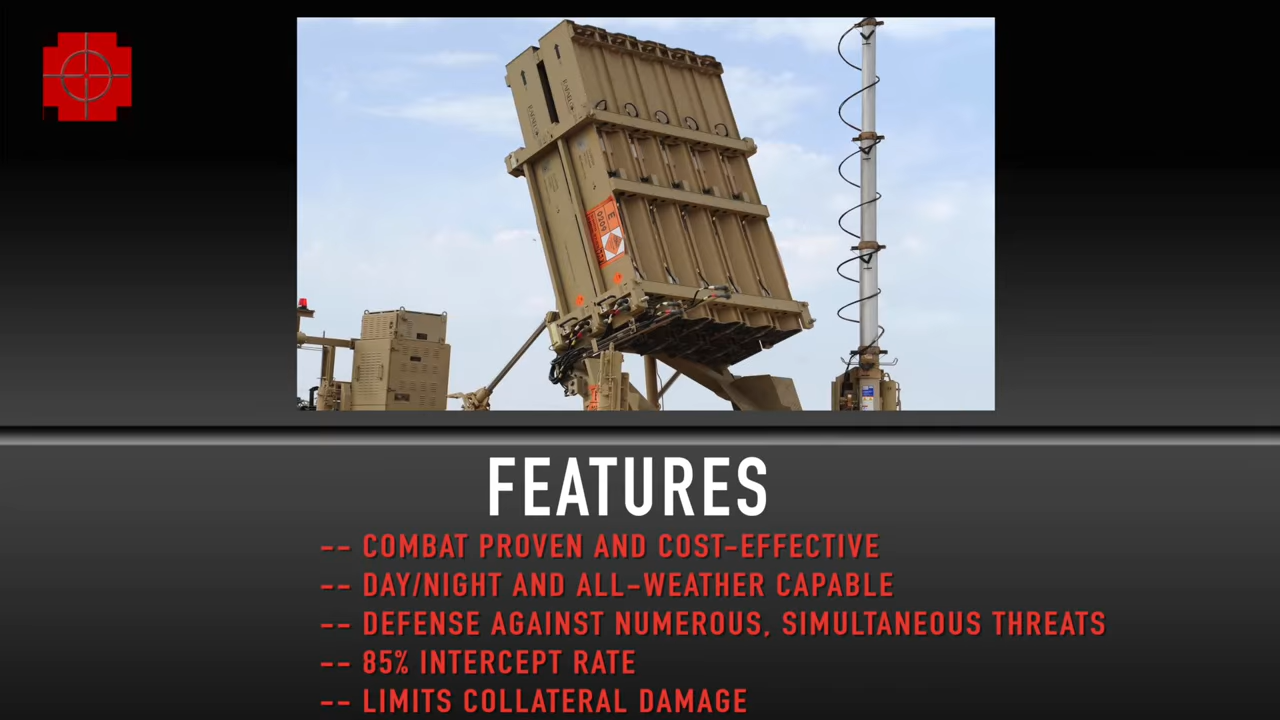 E
0209
FEATURES
-- COMBAT PROVEN AND COST-EFFECTIVE
-- DAY/NIGHT AND ALL-WEATHER CAPABLE
-- DEFENSE AGAINST NUMEROUS, SIMULTANEOUS THREATS
-- 85% INTERCEPT RATE
-- LIMITS COLLATERAL DAMAGE